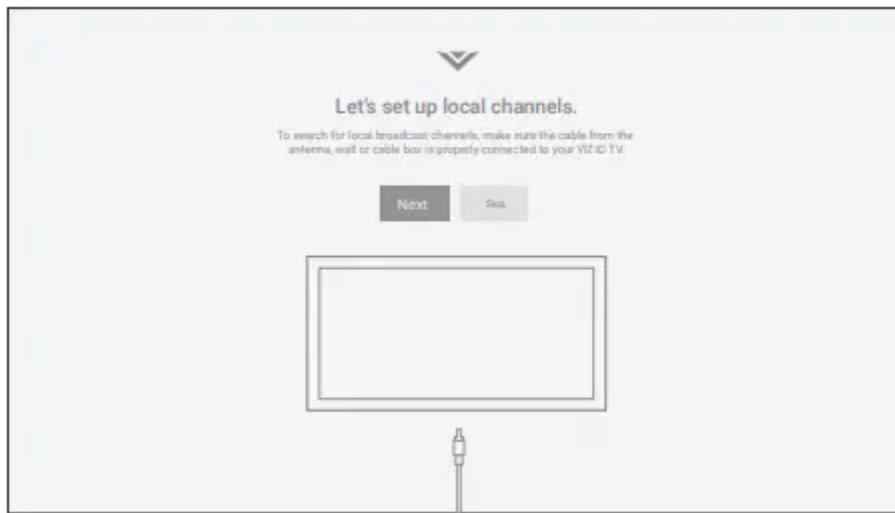 Let's set up local channels.
To search for local broadcast channels, make sure the cable from the
antenna, wall or cable box is properly connected to your VIZIO TV.
Next
Skip